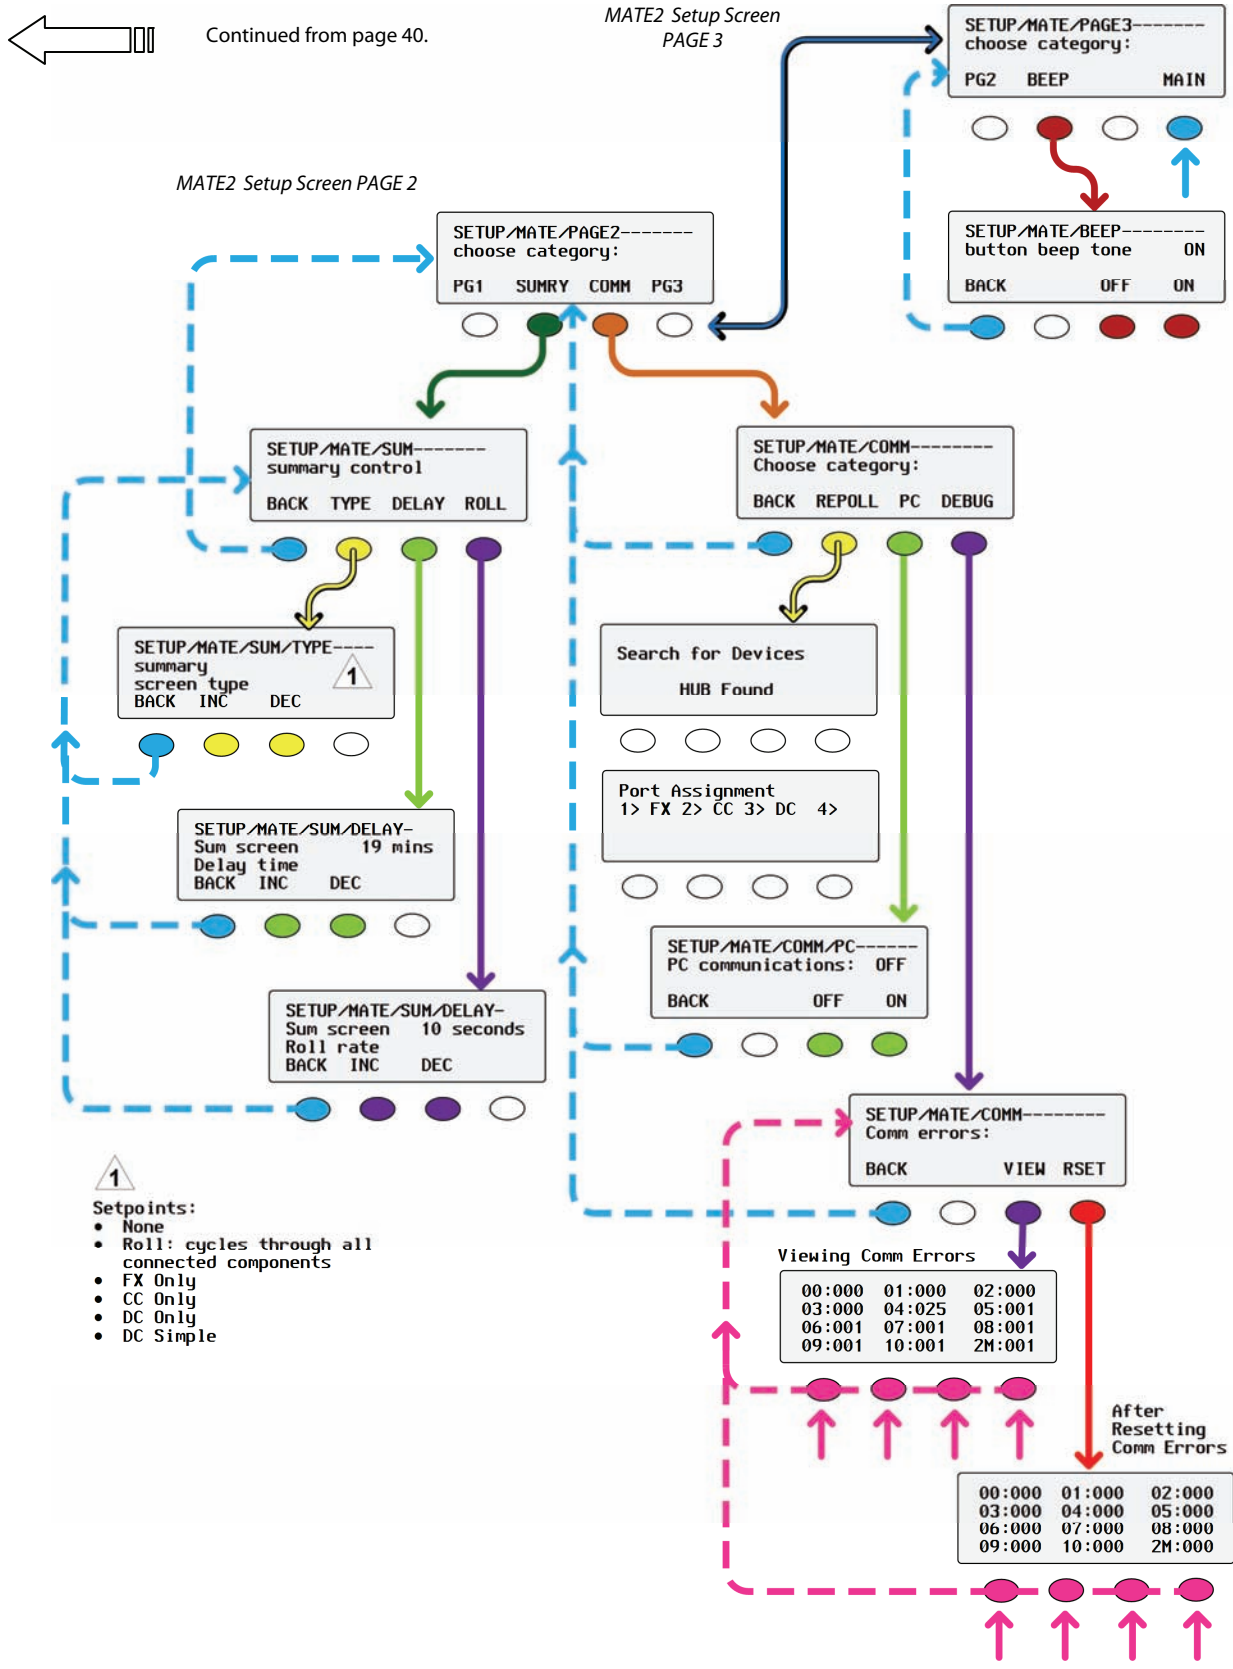 Continued from page 40.
MATE2 Setup Screen
PAGE 3
SETUP/MATE/PAGE3-------
choose category:
PG2 BEEP MAIN
MATE2 Setup Screen PAGE 2
SETUP/MATE/PAGE2-------
choose category:
PG1 SUMRY COMM PG3
SETUP/MATE/BEEP--------
button beep tone ON
BACK OFF ON
SETUP/MATE/SUM-------
summary control
BACK TYPE DELAY ROLL
SETUP/MATE/COMM--------
Choose category:
BACK REPOLL PC DEBUG
SETUP/MATE/SUM/TYPE----
summary
screen type
1
BACK INC DEC
Search for Devices
HUB Found
Port Assignment
1> FX 2> CC 3> DC 4>
SETUP/MATE/SUM/DELAY-
Sum screen 19 mins
Delay time
BACK INC DEC
SETUP/MATE/COMM/PC------
PC communications: OFF
BACK OFF ON
SETUP/MATE/SUM/DELAY-
Sum screen 10 seconds
Roll rate
BACK INC DEC
SETUP/MATE/COMM--------
Comm errors:
BACK VIEW RSET
1
Setpoints:
• None
• Roll: cycles through all
connected components
• FX Only
• CC Only
• DC Only
• DC Simple
Viewing Comm Errors
00:000 01:000 02:000
03:000 04:025 05:001
06:001 07:001 08:001
09:001 10:001 2M:001
After
Resetting
Comm Errors
00:000 01:000 02:000
03:000 04:000 05:000
06:000 07:000 08:000
09:000 10:000 2M:000